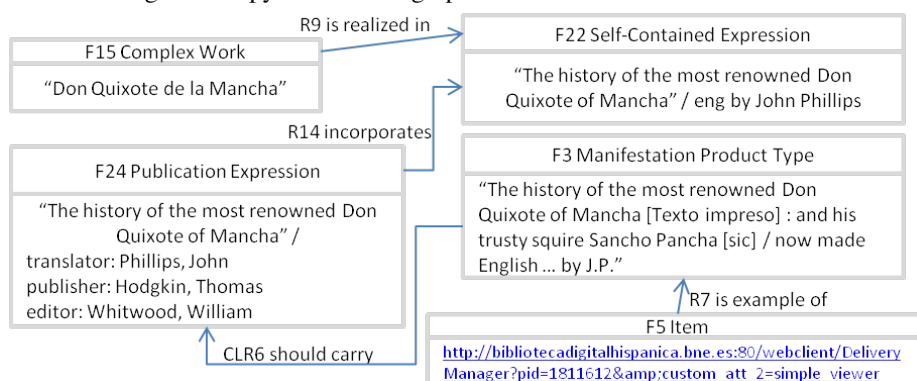 R9 is realized in
F15 Complex Work
"Don Quixote de la Mancha"
F22 Self-Contained Expression
"The history of the most renowned Don
Quixote of Mancha" / eng by John Phillips
R14 incorporates
F24 Publication Expression
"The history of the most renowned Don
Quixote of Mancha" /
translator: Phillips, John
publisher: Hodgkin, Thomas
editor: Whitwood, William
F3 Manifestation Product Type
"The history of the most renowned Don
Quixote of Mancha [Texto impreso] : and his
trusty squire Sancho Pancha [sic] / now made
English ... by J.P."
R7 is example of
CLR6 should carry
F5 Item
http://bibliotecadigitalhispanica.bne.es:80/webclient/Delivery
Manager?pid=1811612&amp;custom_att_2=simple_viewer